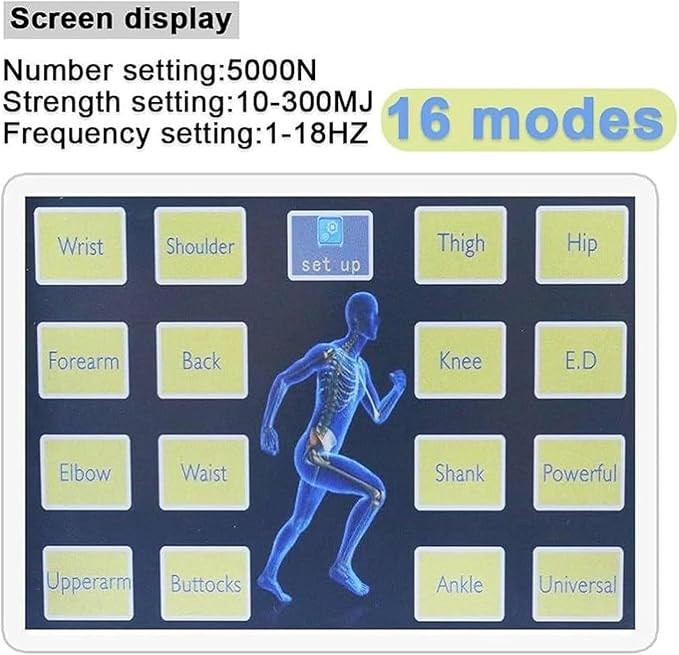 Screen display
Number setting:5000N
Strength setting:10-300MJ
Frequency setting:1-18HZ
16 modes
Wrist
Shoulder
set up
Thigh
Hip
Forearm
Back
Knee
E.D
Elbow
Waist
Shank
Powerful
Upperarm
Buttocks
Ankle
Universal